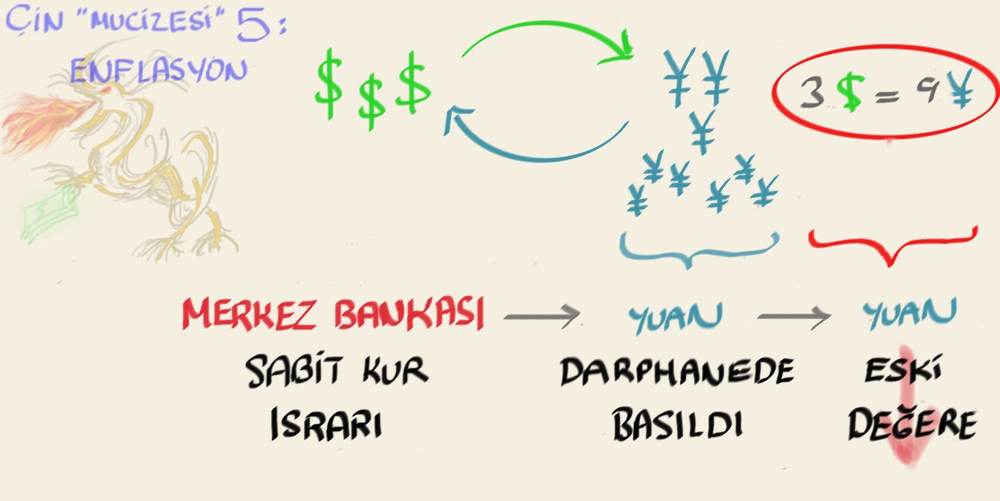 ÇİN "MUCİZESİ" 5:
ENFLASYON
$ $ $
¥ ¥
¥
¥ ¥ ¥ ¥ ¥ ¥
3 $ = 9 ¥
MERKEZ BANKASI → YUAN → YUAN
SABİT KUR DARPHANEDE ESKİ
ISRARI BASILDI DEĞERE